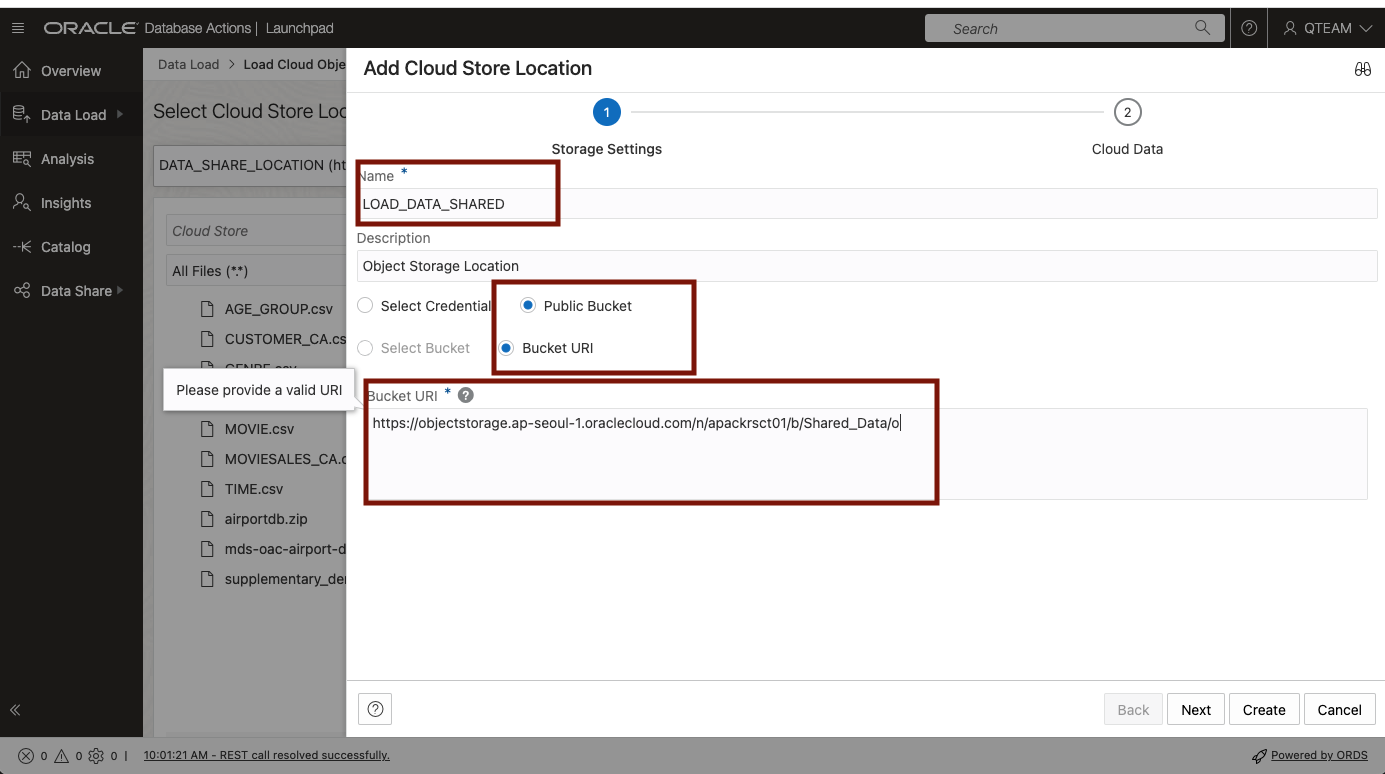 ORACLE Database Actions | Launchpad
Search
QTEAM
Overview
Data Load
Analysis
Insights
Catalog
Data Share
Data Load > Load Cloud Obje
Select Cloud Store Loc
DATA_SHARE_LOCATION (ht
Cloud Store
All Files (*.*)
AGE_GROUP.csv
CUSTOMER_CA.cs
GENRE.csv
MOVIE.csv
MOVIESALES_CA.c
TIME.csv
airportdb.zip
mds-oac-airport-d
supplementary_der
Add Cloud Store Location
1
2
Storage Settings
Cloud Data
Name *
LOAD_DATA_SHARED
Description
Object Storage Location
Select Credential
Public Bucket
Select Bucket
Bucket URI
Please provide a valid URI
Bucket URI * ?
https://objectstorage.ap-seoul-1.oraclecloud.com/n/apackrsct01/b/Shared_Data/o
?
Back
Next
Create
Cancel
0 0 0 | 10:01:21 AM - REST call resolved successfully.
Powered by ORDS